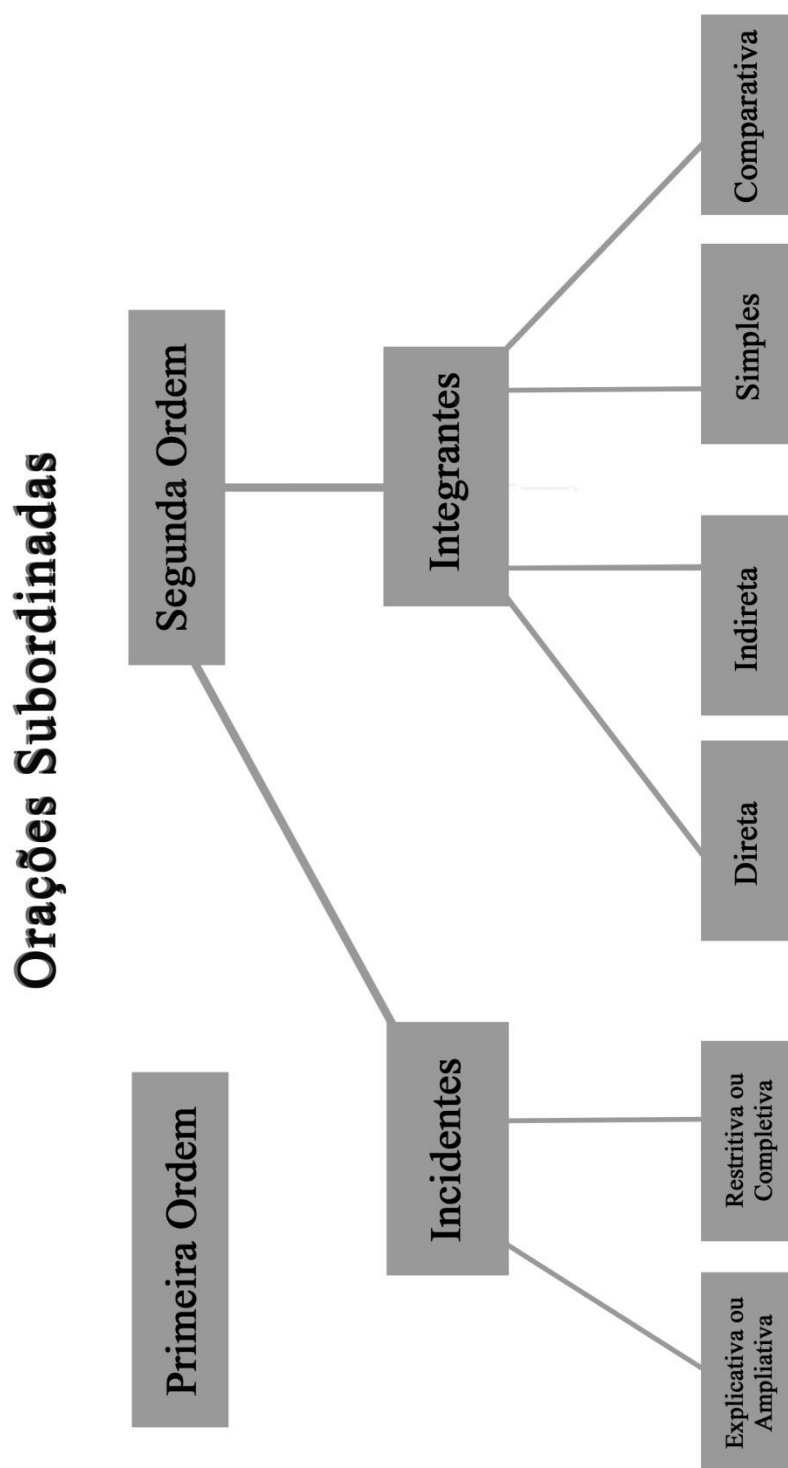 Orações Subordinadas
Primeira Ordem
Segunda Ordem
Incidentes
Integrantes
Explicativa ou
Ampliativa
Restritiva ou
Completiva
Direta
Indireta
Simples
Comparativa